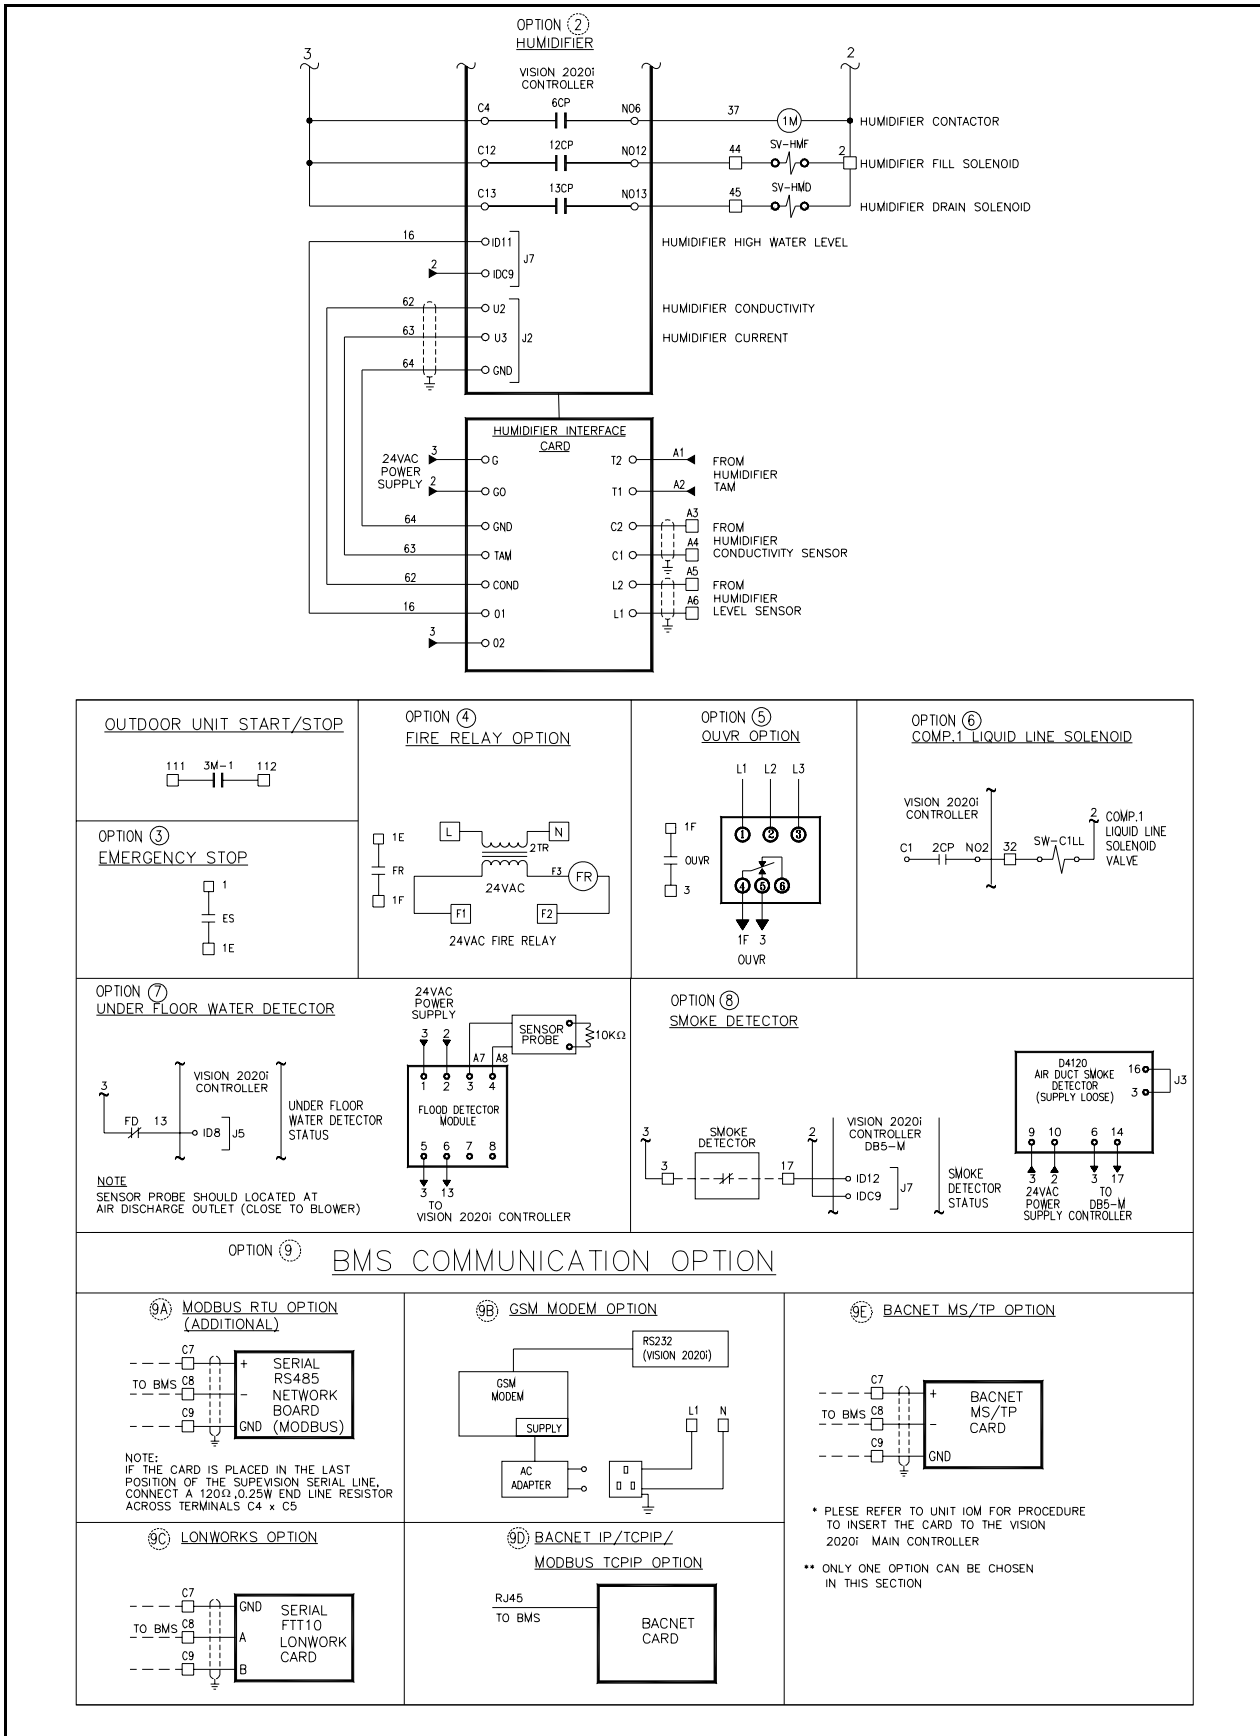 OPTION 2
HUMIDIFIER
3
2
VISION 2020i
CONTROLLER
C4 6CP NO6 37 1M HUMIDIFIER CONTACTOR
C12 12CP NO12 44 SV-HMF 2 HUMIDIFIER FILL SOLENOID
C13 13CP NO13 45 SV-HMD HUMIDIFIER DRAIN SOLENOID
16 ID11 HUMIDIFIER HIGH WATER LEVEL
J7
2 IDC9
62 U2 HUMIDIFIER CONDUCTIVITY
63 U3 J2 HUMIDIFIER CURRENT
64 GND
HUMIDIFIER INTERFACE
CARD
24VAC
POWER
SUPPLY
3 G T2 A1
2 GO T1 A2
FROM
HUMIDIFIER
TAM
64 GND C2 A3
63 TAM C1 A4
FROM
HUMIDIFIER
CONDUCTIVITY SENSOR
62 COND L2 A5
16 01 L1 A6
FROM
HUMIDIFIER
LEVEL SENSOR
3 02
OUTDOOR UNIT START/STOP
111 3M-1 112
OPTION 3
EMERGENCY STOP
1
ES
1E
OPTION 4
FIRE RELAY OPTION
1E
FR
1F
L N
2TR
24VAC
F3 FR
F1 F2
24VAC FIRE RELAY
OPTION 5
OUVR OPTION
L1 L2 L3
1F
OUVR
3
1 2 3
4 5 6
1F 3
OUVR
OPTION 6
COMP.1 LIQUID LINE SOLENOID
VISION 2020i
CONTROLLER
C1 2CP NO2 32 SW-C1LL
2
COMP.1
LIQUID LINE
SOLENOID
VALVE
OPTION 7
UNDER FLOOR WATER DETECTOR
3
FD 13
VISION 2020i
CONTROLLER
ID8 J5
UNDER FLOOR
WATER DETECTOR
STATUS
NOTE
SENSOR PROBE SHOULD LOCATED AT
AIR DISCHARGE OUTLET (CLOSE TO BLOWER)
24VAC
POWER
SUPPLY
3 2
A7 A8
SENSOR
PROBE
10KΩ
1 2 3 4
FLOOD DETECTOR
MODULE
5 6 7 8
3 13
TO
VISION 2020i CONTROLLER
OPTION 8
SMOKE DETECTOR
3
3
SMOKE
DETECTOR
17
2
VISION 2020i
CONTROLLER
DB5-M
ID12
IDC9
J7
SMOKE
DETECTOR
STATUS
D4120
AIR DUCT SMOKE
DETECTOR
(SUPPLY LOOSE)
16
3
J3
9 10 6 14
3 2 3 17
24VAC
POWER
SUPPLY
TO
DB5-M
CONTROLLER
OPTION 9
BMS COMMUNICATION OPTION
9A MODBUS RTU OPTION
(ADDITIONAL)
C7
TO BMS C8
C9
+
-
GND
SERIAL
RS485
NETWORK
BOARD
(MODBUS)
NOTE:
IF THE CARD IS PLACED IN THE LAST
POSITION OF THE SUPEVISION SERIAL LINE,
CONNECT A 120Ω,0.25W END LINE RESISTOR
ACROSS TERMINALS C4 x C5
9B GSM MODEM OPTION
RS232
(VISION 2020i)
GSM
MODEM
SUPPLY
AC
ADAPTER
L1 N
9E BACNET MS/TP OPTION
C7
TO BMS C8
C9
+
-
GND
BACNET
MS/TP
CARD
* PLESE REFER TO UNIT IOM FOR PROCEDURE
TO INSERT THE CARD TO THE VISION
2020i MAIN CONTROLLER
** ONLY ONE OPTION CAN BE CHOSEN
IN THIS SECTION
9C LONWORKS OPTION
C7
TO BMS C8
C9
GND
A
B
SERIAL
FTT10
LONWORK
CARD
9D BACNET IP/TCPIP/
MODBUS TCPIP OPTION
RJ45
TO BMS
BACNET
CARD